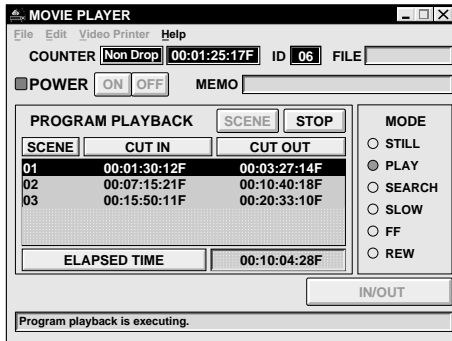 MOVIE PLAYER
File Edit Video Printer Help
COUNTER Non Drop 00:01:25:17F ID 06 FILE
POWER ON OFF MEMO
PROGRAM PLAYBACK SCENE STOP
SCENE CUT IN CUT OUT
01 00:01:30:12F 00:03:27:14F
02 00:07:15:21F 00:10:40:18F
03 00:15:50:11F 00:20:33:10F
ELAPSED TIME 00:10:04:28F
MODE
STILL
PLAY
SEARCH
SLOW
FF
REW
IN/OUT
Program playback is executing.